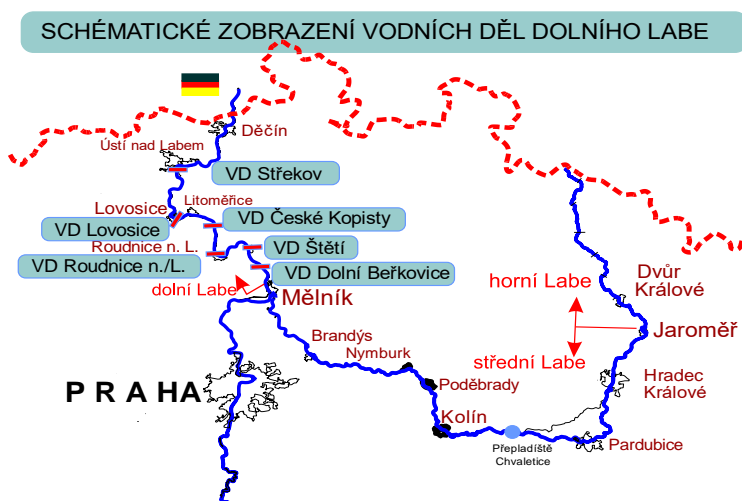 SCHÉMATICKÉ ZOBRAZENÍ VODNÍCH DĚL DOLNÍHO LABE
Děčín
Ústí nad Labem
VD Střekov
Litoměřice
Lovosice
VD České Kopisty
VD Lovosice
Roudnice n. L.
VD Štětí
VD Roudnice n./L.
VD Dolní Beřkovice
dolní Labe
Mělník
horní Labe
Dvůr
Králové
Jaroměř
Brandýs
Nymburk
střední Labe
Hradec
Králové
PRAHA
Poděbrady
Kolín
Přepladiště
Chvaletice
Pardubice